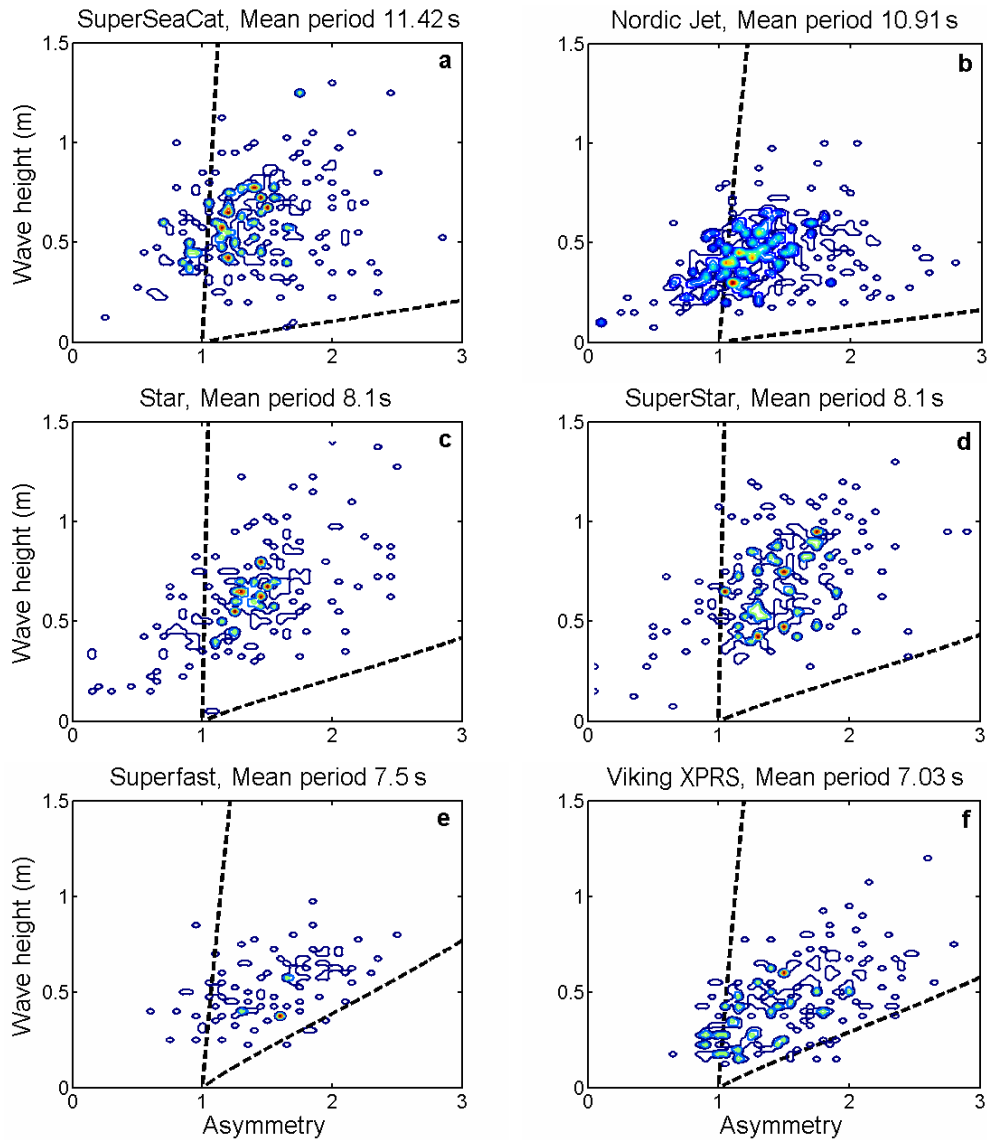 SuperSeaCat, Mean period 11.42 s
a
Wave height (m)
1.5
1
0.5
0
0 1 2 3
Nordic Jet, Mean period 10.91 s
b
1.5
1
0.5
0
0 1 2 3
Star, Mean period 8.1 s
c
Wave height (m)
1.5
1
0.5
0
0 1 2 3
SuperStar, Mean period 8.1 s
d
1.5
1
0.5
0
0 1 2 3
Superfast, Mean period 7.5 s
e
Wave height (m)
1.5
1
0.5
0
0 1 2 3
Asymmetry
Viking XPRS, Mean period 7.03 s
f
1.5
1
0.5
0
0 1 2 3
Asymmetry